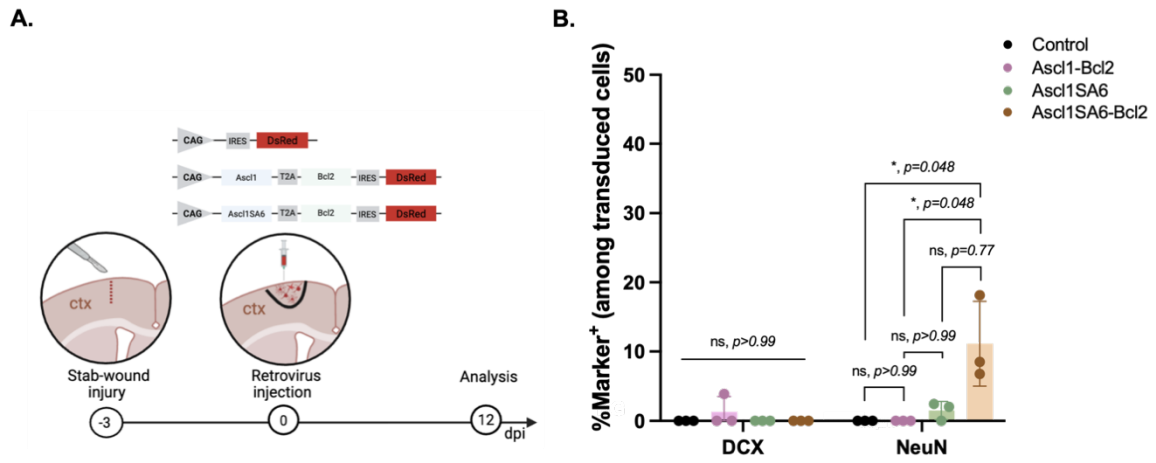 A.
CAG IRES DsRed
CAG Ascl1 T2A Bcl2 IRES DsRed
CAG Ascl1SA6 T2A Bcl2 IRES DsRed
ctx
ctx
Stab-wound
injury
Retrovirus
injection
Analysis
-3
0
12
dpi
B.
Control
Ascl1-Bcl2
Ascl1SA6
Ascl1SA6-Bcl2
%Marker+ (among transduced cells)
50
40
30
20
10
0
*, p=0.048
*, p=0.048
ns, p=0.77
ns, p>0.99
ns, p>0.99
ns, p>0.99
DCX
NeuN